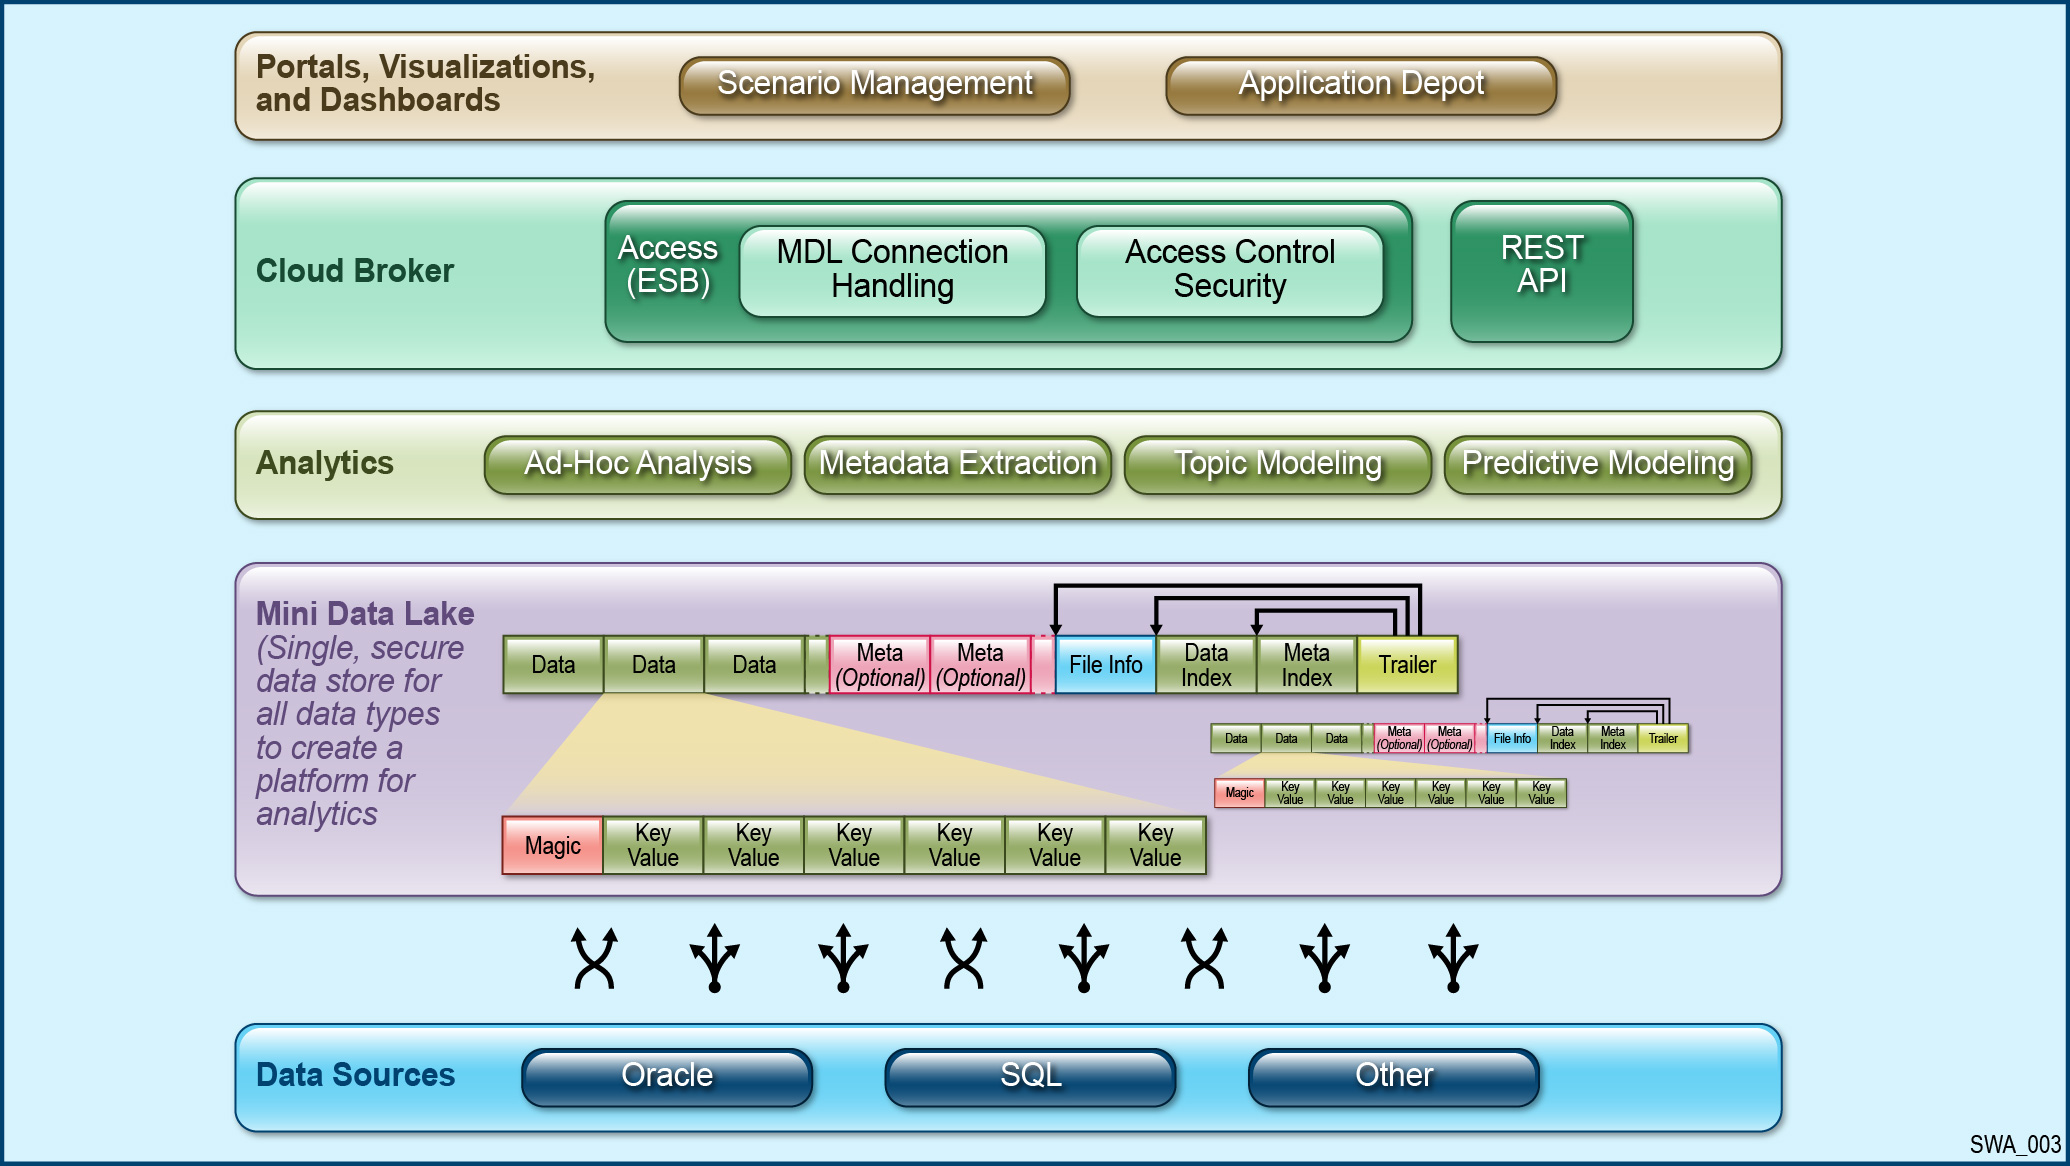 Portals, Visualizations,
and Dashboards
Scenario Management
Application Depot
Cloud Broker
Access
(ESB)
MDL Connection
Handling
Access Control
Security
REST
API
Analytics
Ad-Hoc Analysis
Metadata Extraction
Topic Modeling
Predictive Modeling
Mini Data Lake
(Single, secure
data store for
all data types
to create a
platform for
analytics
Data
Data
Data
Meta
(Optional)
Meta
(Optional)
File Info
Data
Index
Meta
Index
Trailer
Magic
Key
Value
Key
Value
Key
Value
Key
Value
Key
Value
Key
Value
Data
Data
Data
Meta
(Optional)
Meta
(Optional)
File Info
Data
Index
Meta
Index
Trailer
Magic
Key
Value
Key
Value
Key
Value
Key
Value
Key
Value
Key
Value
Data Sources
Oracle
SQL
Other
SWA_003